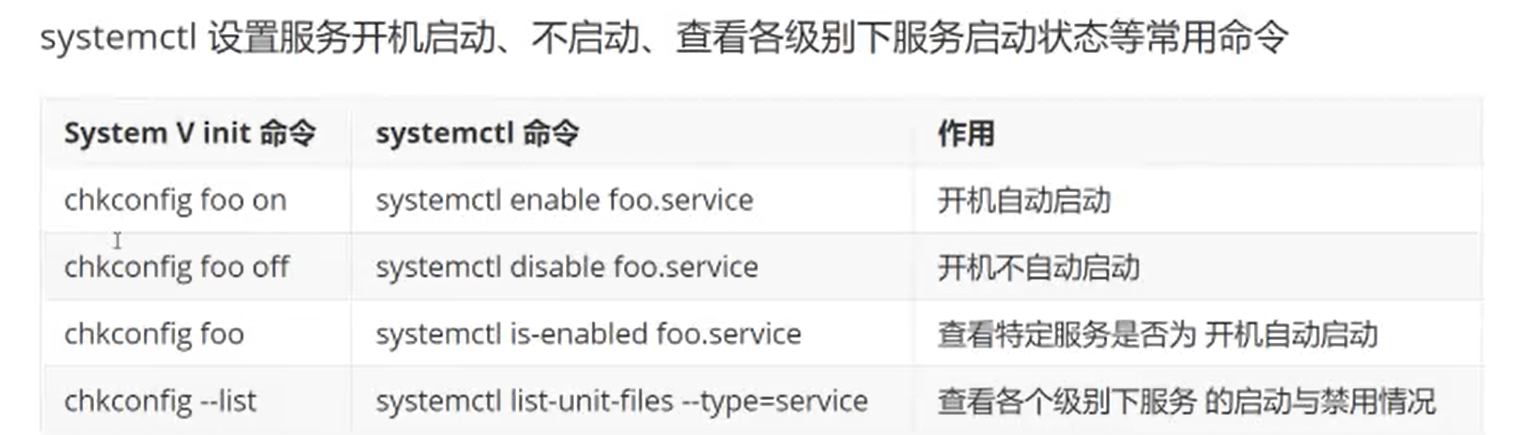 systemctl 设置服务开机启动、不启动、查看各级别下服务启动状态等常用命令
System V init 命令 systemctl 命令 作用
chkconfig foo on systemctl enable foo.service 开机自动启动
chkconfig foo off systemctl disable foo.service 开机不自动启动
chkconfig foo systemctl is-enabled foo.service 查看特定服务是否为 开机自动启动
chkconfig --list systemctl list-unit-files --type=service 查看各个级别下服务 的启动与禁用情况